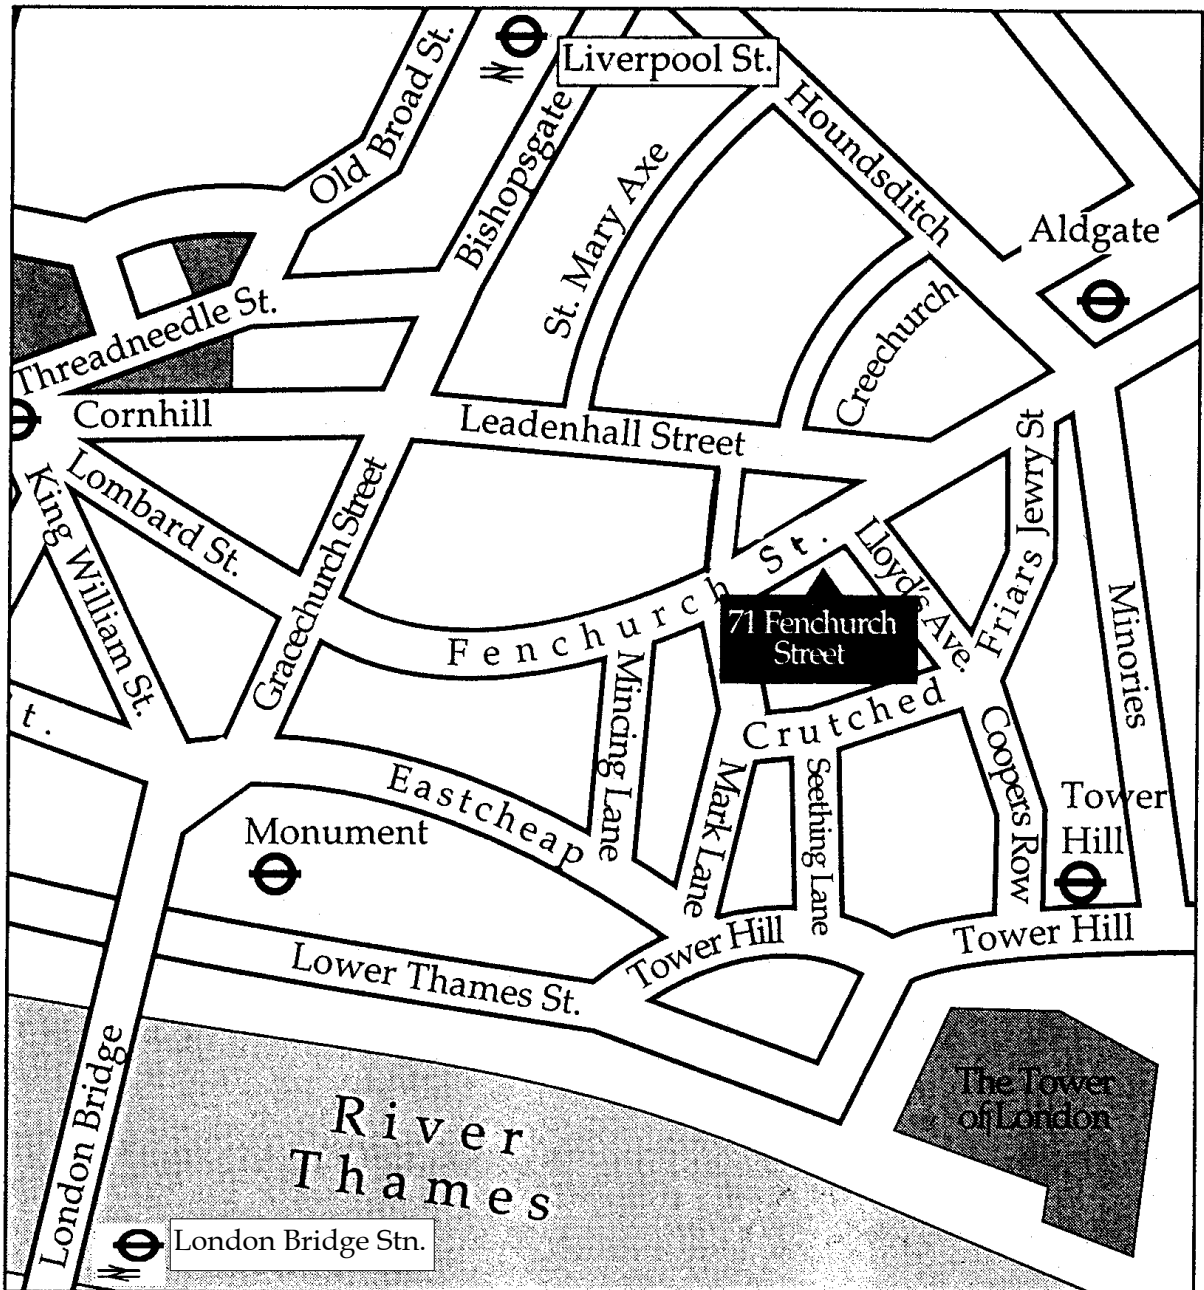 Liverpool St.
Old Broad St.
Bishopsgate
St. Mary Axe
Houndsditch
Aldgate
Threadneedle St.
Creechurch
Cornhill
Leadenhall Street
Lombard St.
King William St.
Gracechurch Street
Fenchurch St.
Lloyd's Ave.
Friars
Jewry St
Minories
71 Fenchurch
Street
t.
Mincing Lane
Crutched
Coopers Row
Eastcheap
Mark Lane
Seething Lane
Tower
Hill
Monument
Tower Hill
Tower Hill
Lower Thames St.
London Bridge
The Tower
of London
River
Thames
London Bridge Stn.